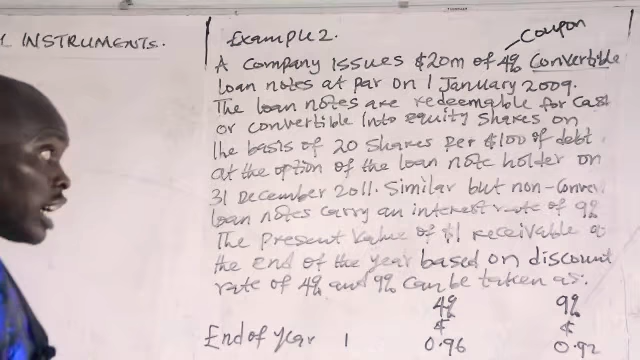 INSTRUMENTS.
Example 2.
Coupon
A Company Issues $20m of 4% Convertible
loan notes at par on 1 January 2009.
The loan notes are redeemable for Cas
or convertible Into equity Shares on
the basis of 20 Shares Per $100 of debt
at the option of the loan note holder on
31 December 2011. Similar but non-Conver
loan notes Carry an interest rate of 9%
The Present Value of $1 receivable a
the end of the year based on discount
rate of 4% and 9% Can be taken as:
4% 9%
$ $
End of year 1 0.96 0.92